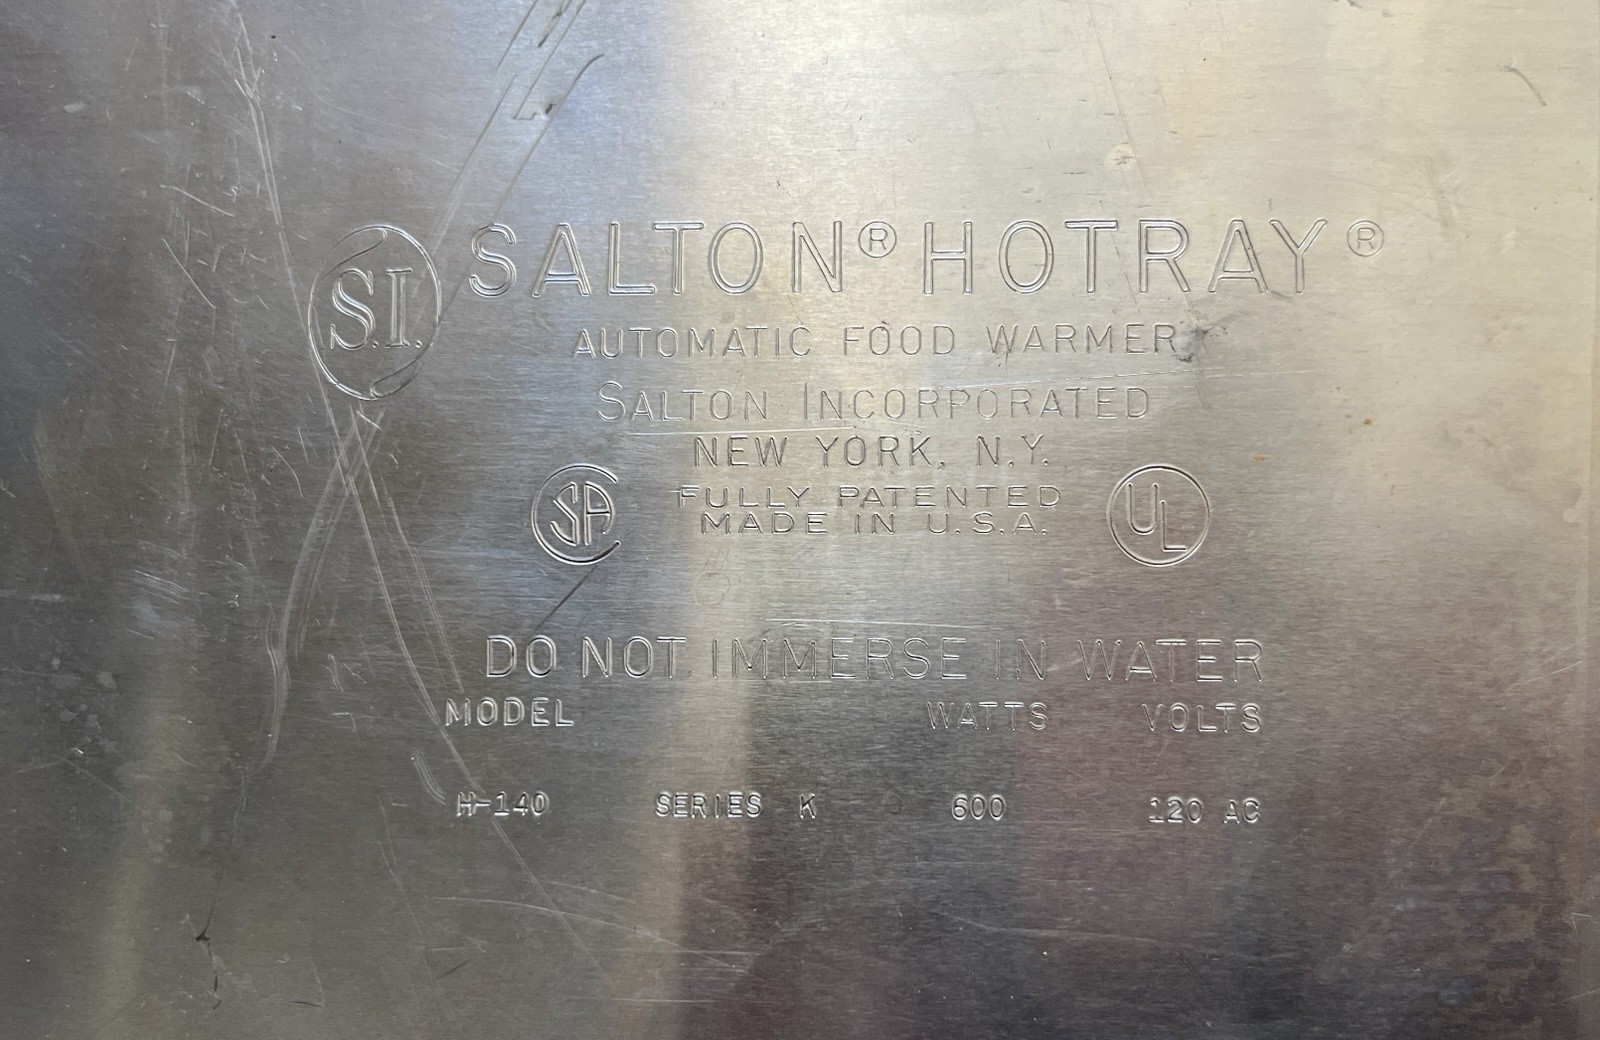 S.I. SALTON® HOTRAY®
AUTOMATIC FOOD WARMER
SALTON INCORPORATED
NEW YORK, N.Y.
SA FULLY PATENTED UL
MADE IN U.S.A.
DO NOT IMMERSE IN WATER
MODEL WATTS VOLTS
H-140 SERIES K 600 120 AC